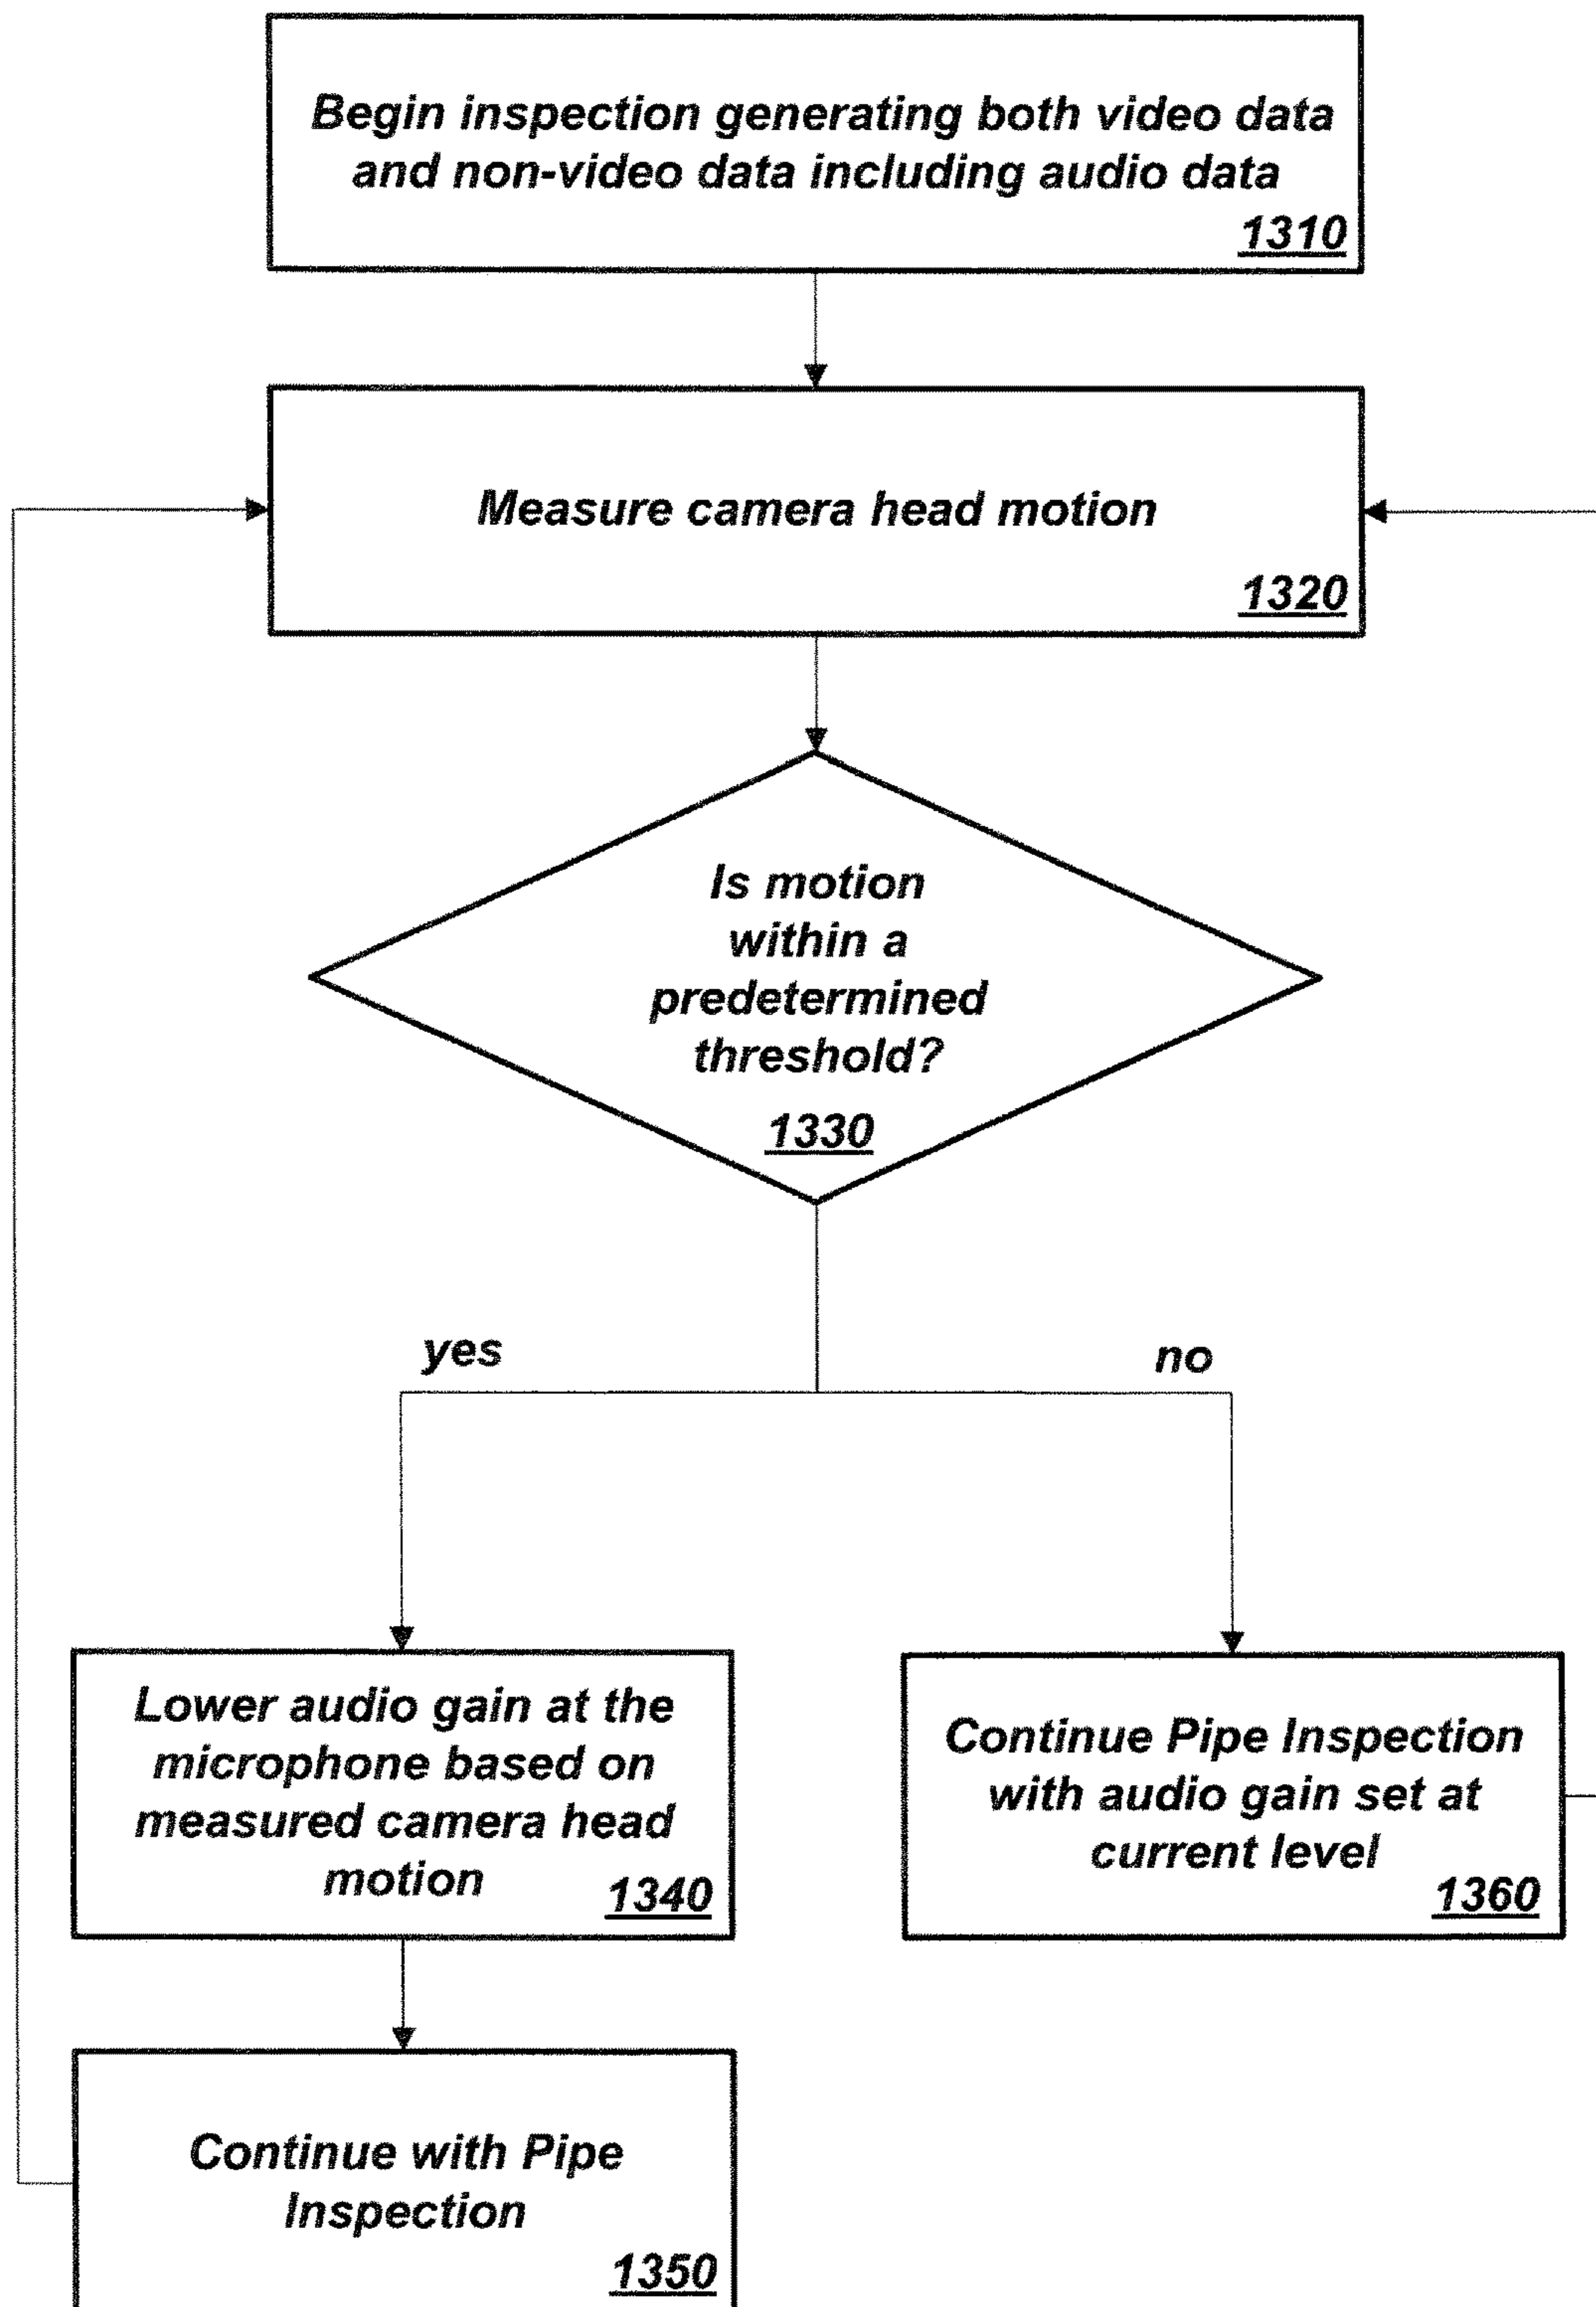 Begin inspection generating both video data
and non-video data including audio data
1310
Measure camera head motion
1320
Is motion
within a
predetermined
threshold?
1330
yes
no
Lower audio gain at the
microphone based on
measured camera head
motion
1340
Continue Pipe Inspection
with audio gain set at
current level
1360
Continue with Pipe
Inspection
1350